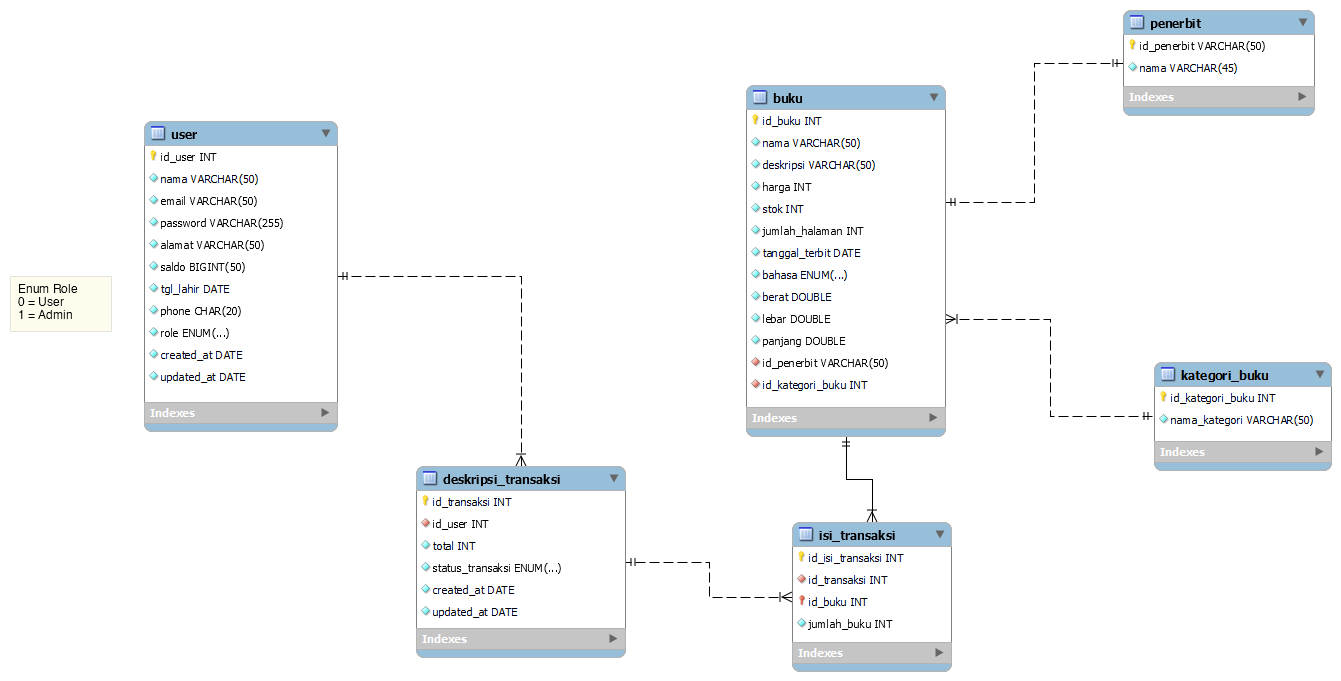 Enum Role
0 = User
1 = Admin
user
id_user INT
nama VARCHAR(50)
email VARCHAR(50)
password VARCHAR(255)
alamat VARCHAR(50)
saldo BIGINT(50)
tgl_lahir DATE
phone CHAR(20)
role ENUM(...)
created_at DATE
updated_at DATE
Indexes
deskripsi_transaksi
id_transaksi INT
id_user INT
total INT
status_transaksi ENUM(...)
created_at DATE
updated_at DATE
Indexes
buku
id_buku INT
nama VARCHAR(50)
deskripsi VARCHAR(50)
harga INT
stok INT
jumlah_halaman INT
tanggal_terbit DATE
bahasa ENUM(...)
berat DOUBLE
lebar DOUBLE
panjang DOUBLE
id_penerbit VARCHAR(50)
id_kategori_buku INT
Indexes
isi_transaksi
id_isi_transaksi INT
id_transaksi INT
id_buku INT
jumlah_buku INT
Indexes
penerbit
id_penerbit VARCHAR(50)
nama VARCHAR(45)
Indexes
kategori_buku
id_kategori_buku INT
nama_kategori VARCHAR(50)
Indexes